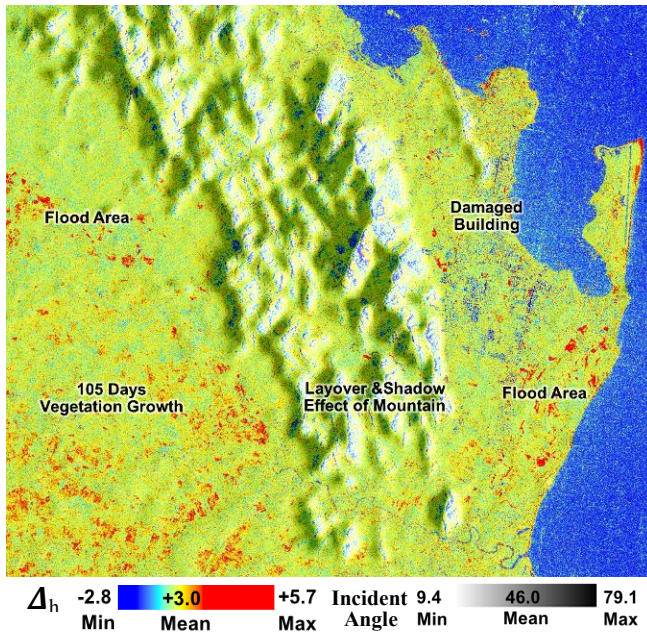 Flood Area
Damaged
Building
105 Days
Vegetation Growth
Layover &Shadow
Effect of Mountain
Flood Area
Δh -2.8 +3.0 +5.7 Incident 9.4 46.0 79.1
Min Mean Max Angle Min Mean Max